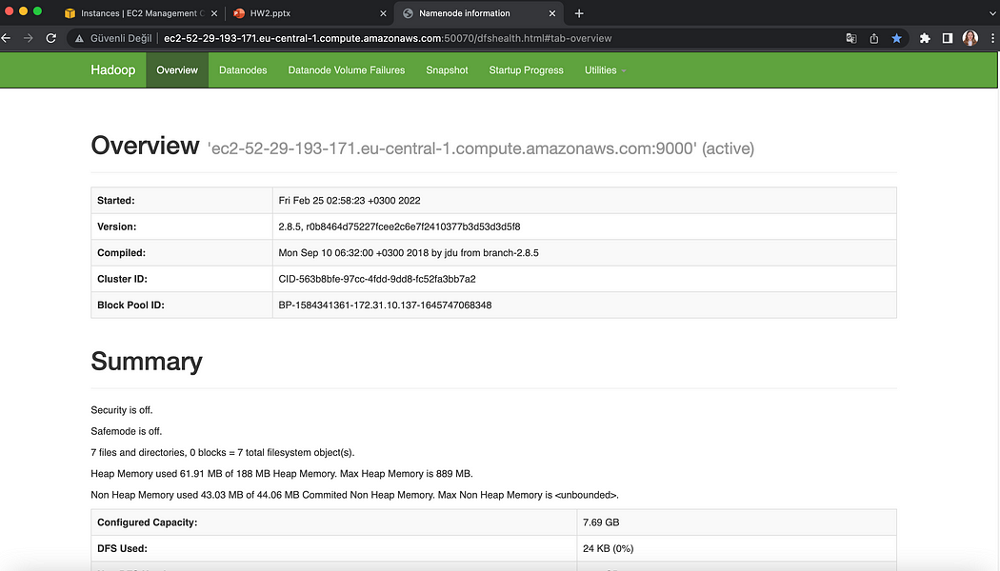 Instances | EC2 Management C
HW2.pptx
Namenode information
Güvenli Değil
ec2-52-29-193-171.eu-central-1.compute.amazonaws.com:50070/dfshealth.html#tab-overview
Hadoop Overview Datanodes Datanode Volume Failures Snapshot Startup Progress Utilities
Overview 'ec2-52-29-193-171.eu-central-1.compute.amazonaws.com:9000' (active)
Started: Fri Feb 25 02:58:23 +0300 2022
Version: 2.8.5, r0b8464d75227fcee2c6e7f2410377b3d53d3d5f8
Compiled: Mon Sep 10 06:32:00 +0300 2018 by jdu from branch-2.8.5
Cluster ID: CID-563b8bfe-97cc-4fdd-9dd8-fc52fa3bb7a2
Block Pool ID: BP-1584341361-172.31.10.137-1645747068348
Summary
Security is off.
Safemode is off.
7 files and directories, 0 blocks = 7 total filesystem object(s).
Heap Memory used 61.91 MB of 188 MB Heap Memory. Max Heap Memory is 889 MB.
Non Heap Memory used 43.03 MB of 44.06 MB Commited Non Heap Memory. Max Non Heap Memory is <unbounded>.
Configured Capacity: 7.69 GB
DFS Used: 24 KB (0%)